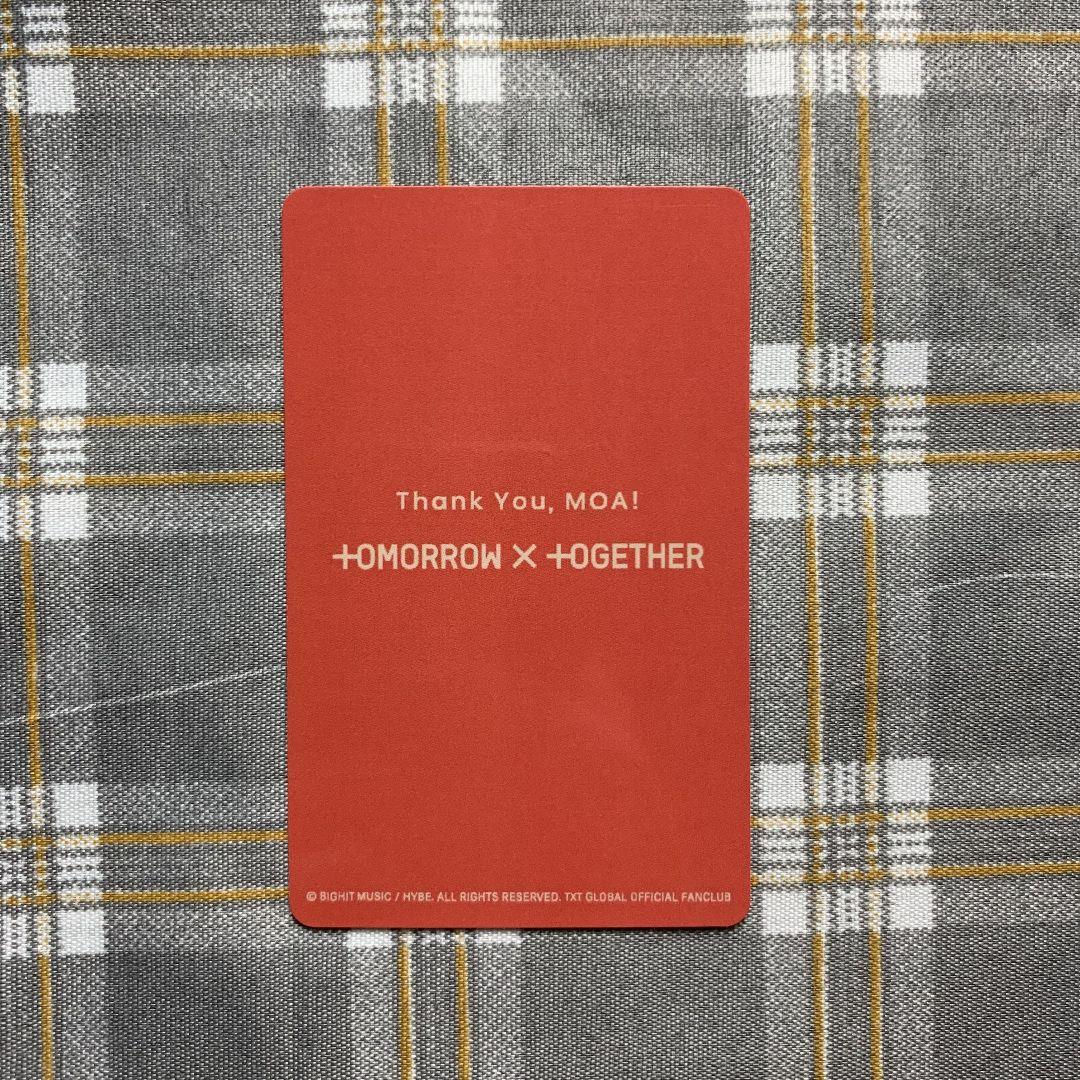 Thank You, MOA!
TOMORROW X TOGETHER
© BIGHIT MUSIC / HYBE. ALL RIGHTS RESERVED. TXT GLOBAL OFFICIAL FANCLUB